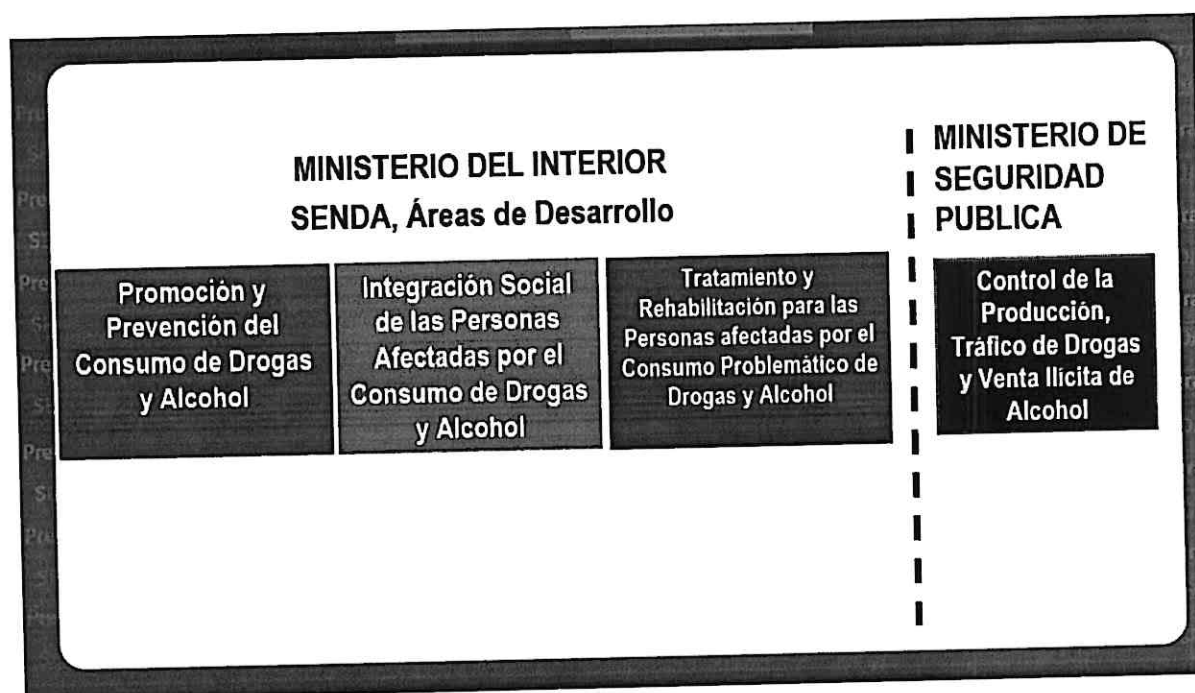 MINISTERIO DEL INTERIOR
SENDA, Áreas de Desarrollo
Promoción y
Prevención del
Consumo de Drogas
y Alcohol
Integración Social
de las Personas
Afectadas por el
Consumo de Drogas
y Alcohol
Tratamiento y
Rehabilitación para las
Personas afectadas por el
Consumo Problemático de
Drogas y Alcohol
MINISTERIO DE
SEGURIDAD
PUBLICA
Control de la
Producción,
Tráfico de Drogas
y Venta Ilícita de
Alcohol